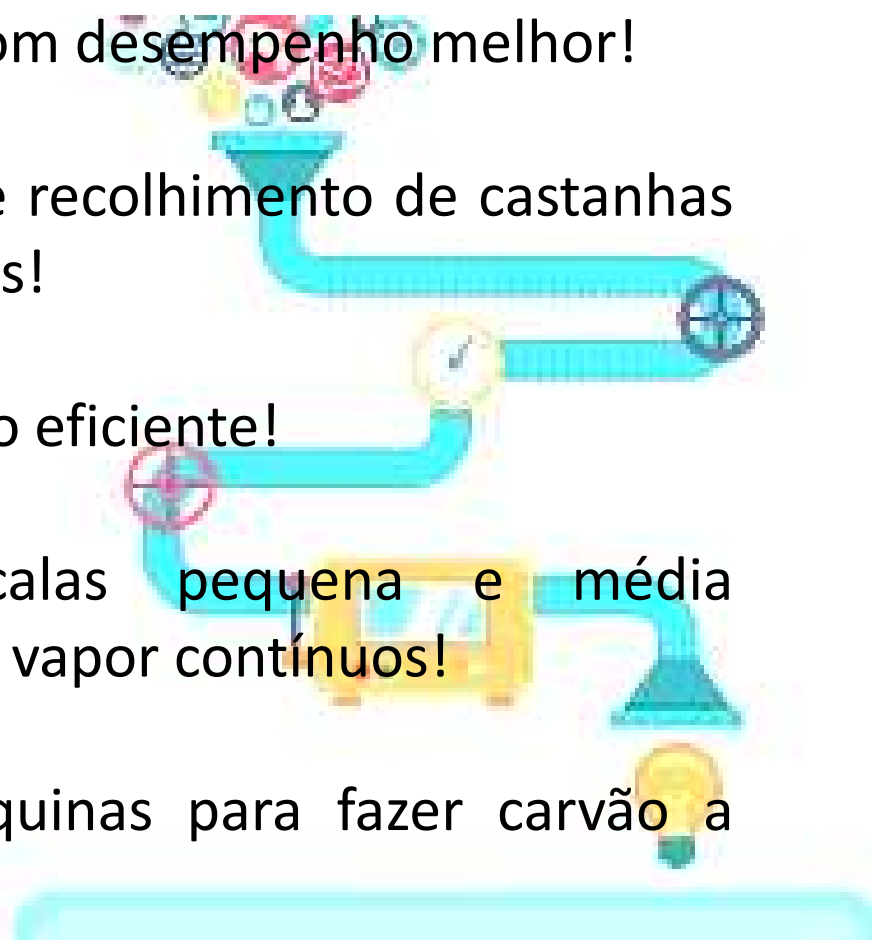 om desempenho melhor!
e recolhimento de castanhas
s!
o eficiente!
calas pequena e média
vapor contínuos!
quinas para fazer carvão a